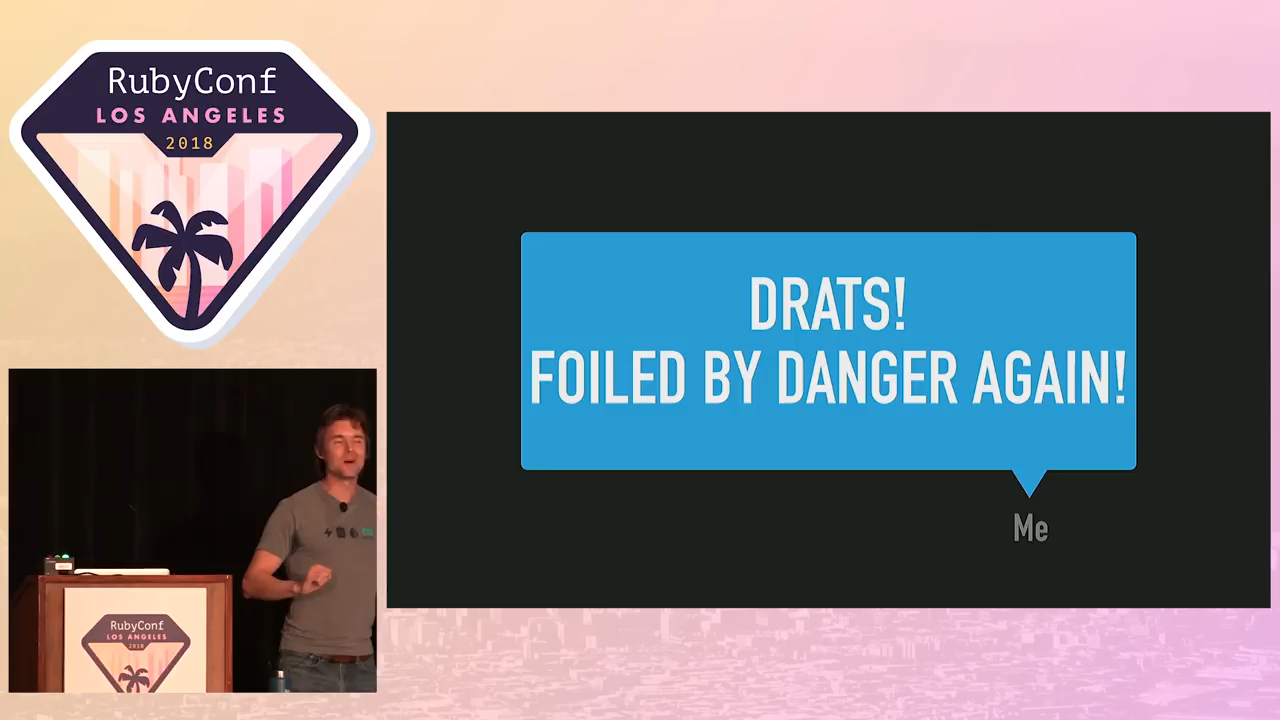 RubyConf
LOS ANGELES
2018
DRATS!
FOILED BY DANGER AGAIN!
Me
RubyConf
LOS ANGELES
2018